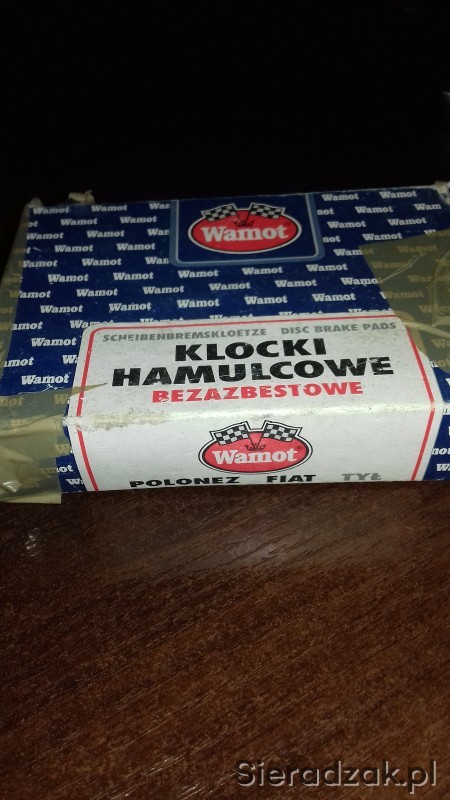 Wamot
SCHEIBENBREMSKLOETZE DISC BRAKE PADS
KLOCKI
HAMULCOWE
BEZAZBESTOWE
Wamot
POLONEZ FIAT TYŁ
Sieradzak.pl